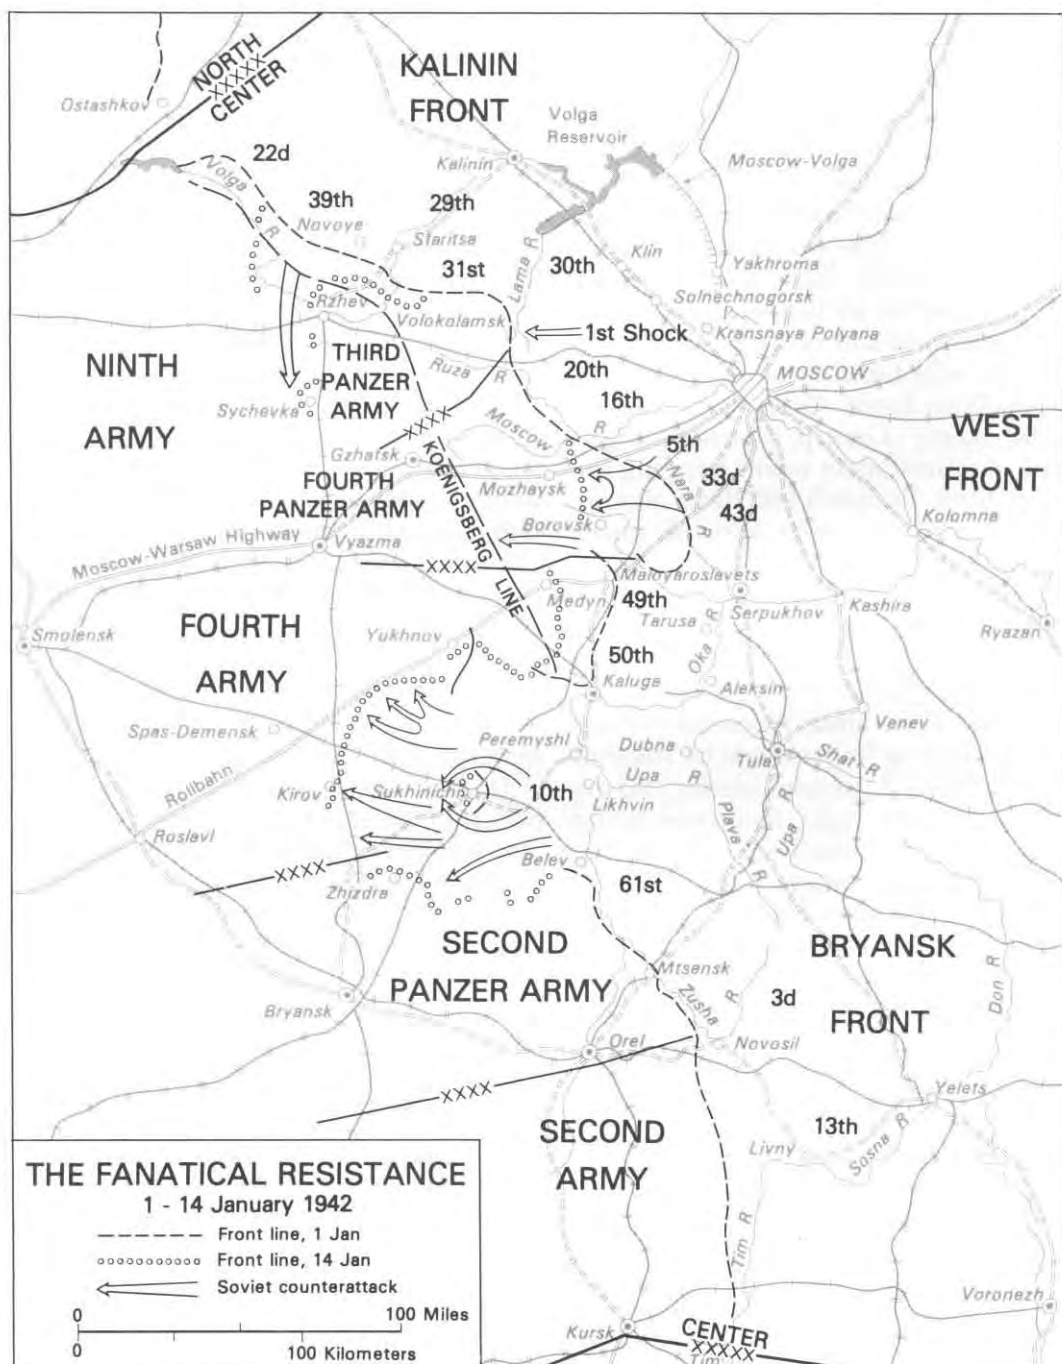 NORTH
XXXXX
CENTER
KALININ
FRONT
Ostashkov
Volga
Reservoir
22d
Kalinin
Moscow-Volga
Volga
R
39th
29th
Novoye
Staritsa
31st
Lama R
30th
Klin
Yakhroma
Solnechnogorsk
Rzhev
Volokolamsk
1st Shock
Kransnaya Polyana
NINTH
ARMY
THIRD
PANZER
ARMY
Ruza
R
20th
MOSCOW
16th
Sychevka
XXXX
Moscow
R
WEST
FRONT
Gzhatsk
KOENIGSBERG LINE
5th
FOURTH
PANZER ARMY
Mozhaysk
Nara
R
33d
43d
Borovsk
Kolomna
Moscow-Warsaw Highway
Vyazma
XXXX
Maloyaroslavets
Medyn
49th
Tarusa
Serpukhov
Kashira
Smolensk
FOURTH
ARMY
Yukhnov
Oka
R
Ryazan
50th
Kaluga
Aleksin
Spas-Demensk
Peremyshl
Dubna
Tula
Venev
Shat R
Upa
R
Rollbahn
Kirov
Sukhinichi
10th
Likhvin
Plava
R
Upa
R
Roslavl
XXXX
Zhizdra
Belev
61st
SECOND
PANZER ARMY
BRYANSK
FRONT
Mtsensk
Zusha
R
3d
Don R
Bryansk
Orel
Novosil
XXXX
Yelets
SECOND
ARMY
13th
Livny
Sosna
R
Tim R
Voronezh
Kursk
CENTER
XXXXX
Tim
THE FANATICAL RESISTANCE
1 - 14 January 1942
Front line, 1 Jan
Front line, 14 Jan
Soviet counterattack
0
100 Miles
0
100 Kilometers